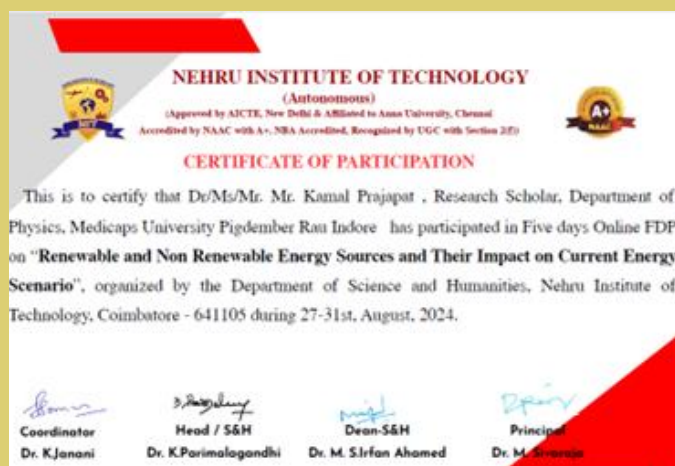 NEHRU INSTITUTE OF TECHNOLOGY
(Autonomous)
(Approved by AICTE, New Delhi & Affiliated to Anna University, Chennai
Accredited by NAAC with A+, NBA Accredited, Recognized by UGC with Section 2(f))
A+
NAAC
CERTIFICATE OF PARTICIPATION
This is to certify that Dr/Ms/Mr. Mr. Kamal Prajapat , Research Scholar, Department of
Physics, Medicaps University Pigdember Rau Indore has participated in Five days Online FDP
on “Renewable and Non Renewable Energy Sources and Their Impact on Current Energy
Scenario”, organized by the Department of Science and Humanities, Nehru Institute of
Technology, Coimbatore - 641105 during 27-31st, August, 2024.
Coordinator Head / S&H Dean-S&H Principal
Dr. K.Janani Dr. K.Parimalagandhi Dr. M. S.Irfan Ahamed Dr. M. Sivaraja